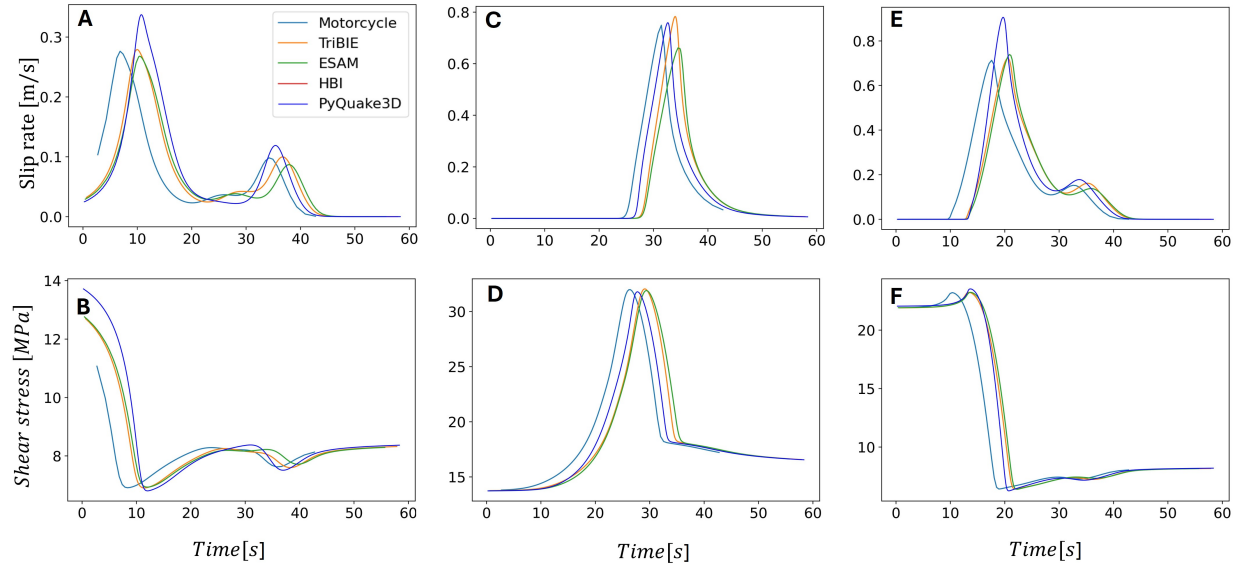 A
Motorcycle
TriBIE
ESAM
HBI
PyQuake3D
Slip rate [m/s]
0.3
0.2
0.1
0.0
0 10 20 30 40 50 60
C
0.8
0.6
0.4
0.2
0.0
0 10 20 30 40 50 60
E
0.8
0.6
0.4
0.2
0.0
0 10 20 30 40 50 60
B
Shear stress [MPa]
14
12
10
8
0 10 20 30 40 50 60
Time[s]
D
30
25
20
15
0 10 20 30 40 50 60
Time[s]
F
20
15
10
0 10 20 30 40 50 60
Time[s]